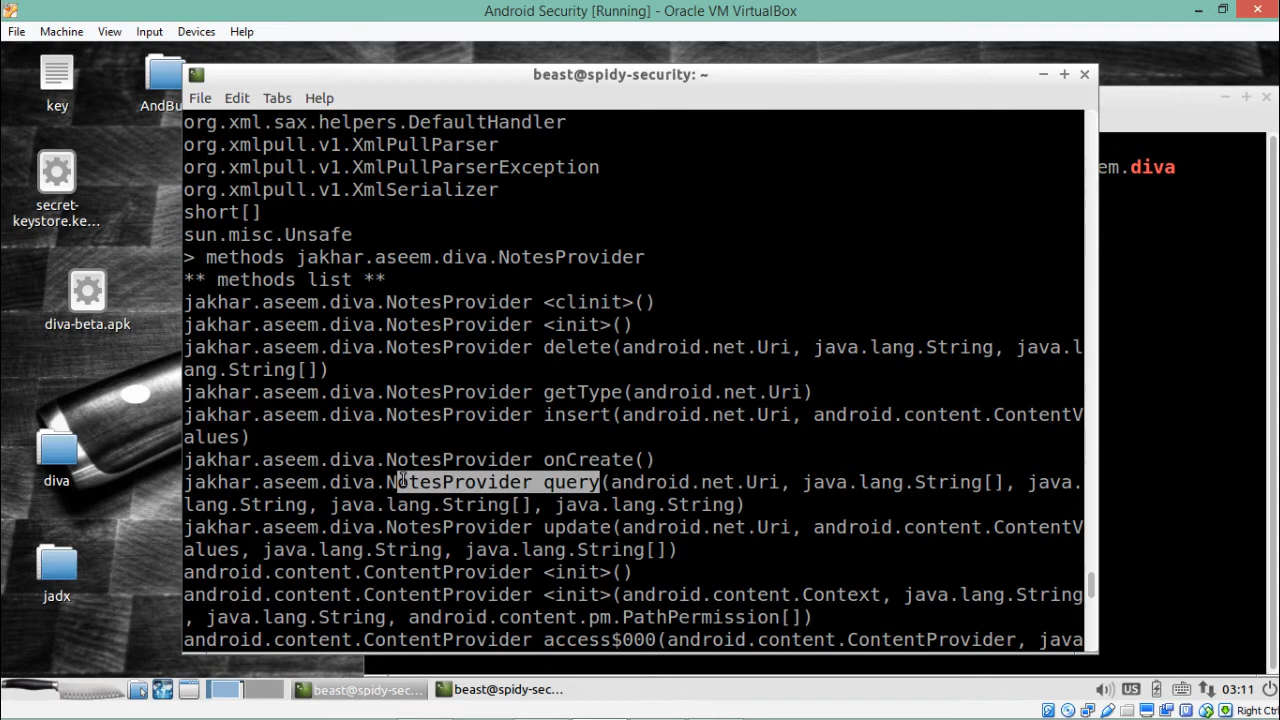 Android Security [Running] - Oracle VM VirtualBox
File Machine View Input Devices Help
key
AndBu
secret-
keystore.ke...
diva-beta.apk
diva
jadx
beast@spidy-security: ~
File Edit Tabs Help
org.xml.sax.helpers.DefaultHandler
org.xmlpull.v1.XmlPullParser
org.xmlpull.v1.XmlPullParserException
org.xmlpull.v1.XmlSerializer
short[]
sun.misc.Unsafe
> methods jakhar.aseem.diva.NotesProvider
** methods list **
jakhar.aseem.diva.NotesProvider <clinit>()
jakhar.aseem.diva.NotesProvider <init>()
jakhar.aseem.diva.NotesProvider delete(android.net.Uri, java.lang.String, java.l
ang.String[])
jakhar.aseem.diva.NotesProvider getType(android.net.Uri)
jakhar.aseem.diva.NotesProvider insert(android.net.Uri, android.content.ContentV
alues)
jakhar.aseem.diva.NotesProvider onCreate()
jakhar.aseem.diva.NotesProvider query(android.net.Uri, java.lang.String[], java.
lang.String, java.lang.String[], java.lang.String)
jakhar.aseem.diva.NotesProvider update(android.net.Uri, android.content.ContentV
alues, java.lang.String, java.lang.String[])
android.content.ContentProvider <init>()
android.content.ContentProvider <init>(android.content.Context, java.lang.String
, java.lang.String, android.content.pm.PathPermission[])
android.content.ContentProvider access$000(android.content.ContentProvider, java
em.diva
beast@spidy-sec...
beast@spidy-sec...
US
03:11
Right Ctrl